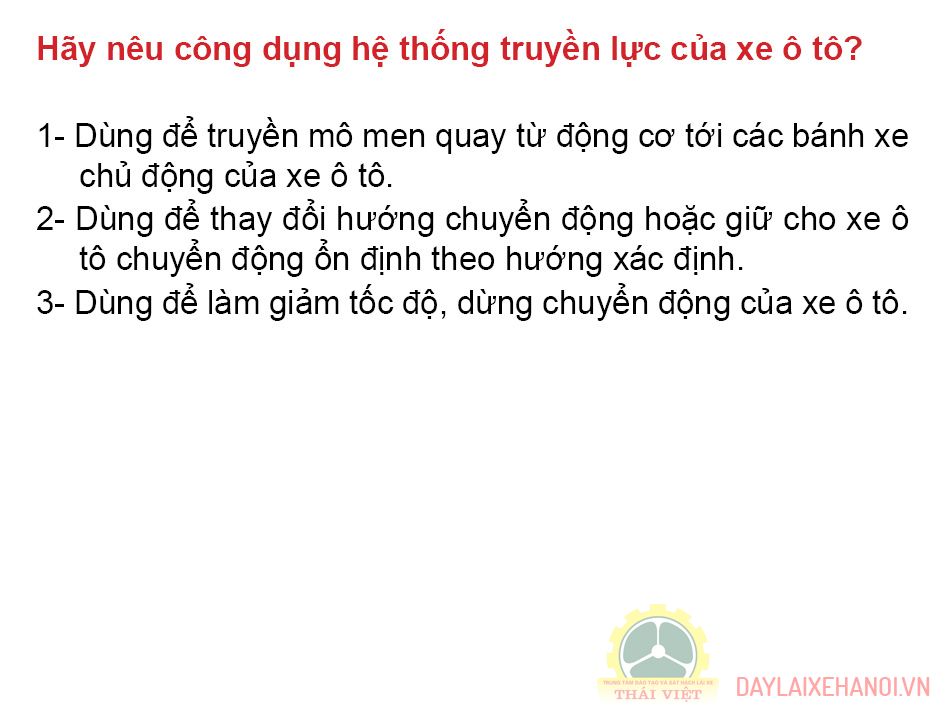 Hãy nêu công dụng hệ thống truyền lực của xe ô tô?
1- Dùng để truyền mô men quay từ động cơ tới các bánh xe
chủ động của xe ô tô.
2- Dùng để thay đổi hướng chuyển động hoặc giữ cho xe ô
tô chuyển động ổn định theo hướng xác định.
3- Dùng để làm giảm tốc độ, dừng chuyển động của xe ô tô.
TRUNG TÂM ĐÀO TẠO VÀ SÁT HẠCH LÁI XE
THÁI VIỆT
DAYLAIXEHANOI.VN